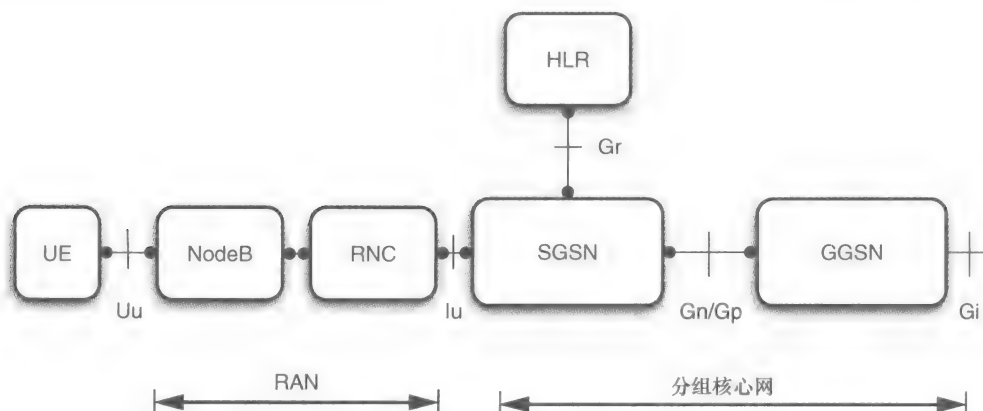 HLR
Gr
UE
NodeB
RNC
SGSN
GGSN
Uu
Iu
Gn/Gp
Gi
RAN
分组核心网